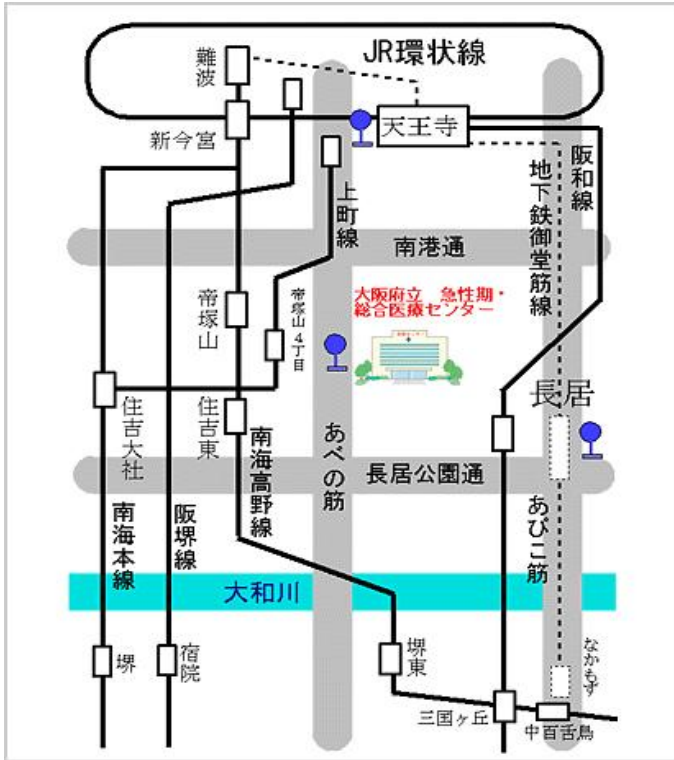 JR環状線
難波
天王寺
新今宮
阪和線
地下鉄御堂筋線
上町線
南港通
大阪府立 急性期・
総合医療センター
帝塚山
帝塚山4丁目
長居
住吉大社
住吉東
あべの筋
南海高野線
長居公園通
あびこ筋
南海本線
阪堺線
大和川
堺
宿院
堺東
なかもず
三国ヶ丘
中百舌鳥